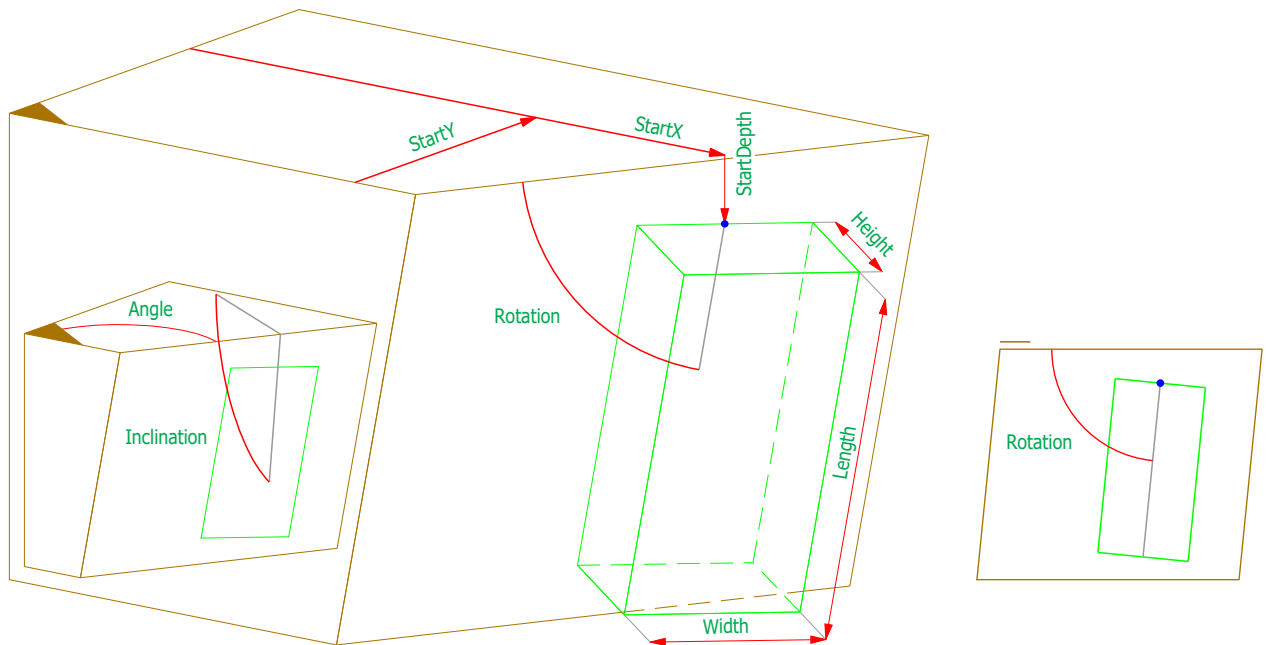 StartY
StartX
StartDepth
Height
Angle
Rotation
Inclination
Length
Rotation
Width